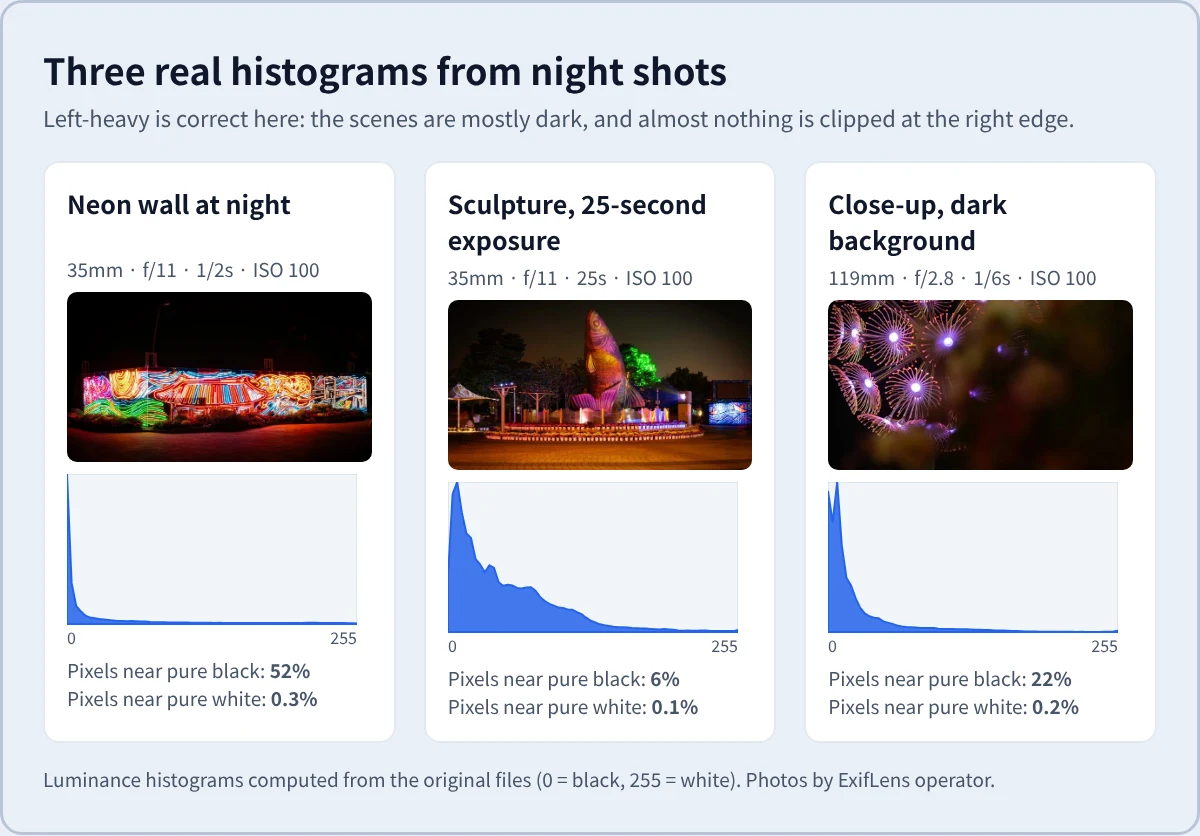 Three real histograms from night shots
Left-heavy is correct here: the scenes are mostly dark, and almost nothing is clipped at the right edge.
Neon wall at night
35mm · f/11 · 1/2s · ISO 100
0 255
Pixels near pure black: 52%
Pixels near pure white: 0.3%
Sculpture, 25-second
exposure
35mm · f/11 · 25s · ISO 100
0 255
Pixels near pure black: 6%
Pixels near pure white: 0.1%
Close-up, dark
background
119mm · f/2.8 · 1/6s · ISO 100
0 255
Pixels near pure black: 22%
Pixels near pure white: 0.2%
Luminance histograms computed from the original files (0 = black, 255 = white). Photos by ExifLens operator.